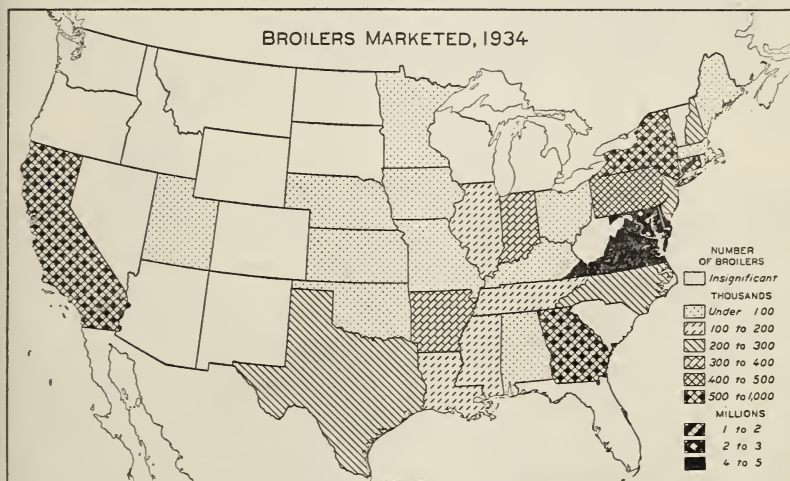 BROILERS MARKETED, 1934
NUMBER
OF BROILERS
Insignificant
THOUSANDS
Under 100
100 to 200
200 to 300
300 to 400
400 to 500
500 to 1,000
MILLIONS
1 to 2
2 to 3
4 to 5